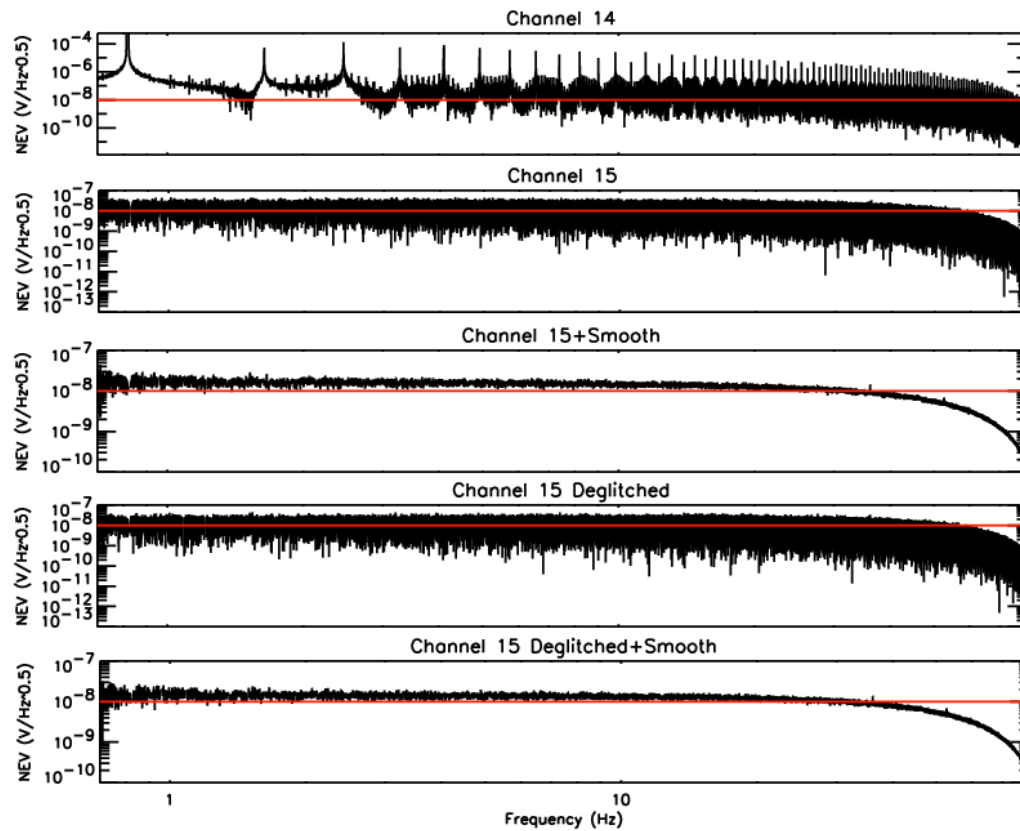 Channel 14
NEV (V/Hz^0.5)
10^-4
10^-6
10^-8
10^-10
Channel 15
NEV (V/Hz^0.5)
10^-7
10^-8
10^-9
10^-10
10^-11
10^-12
10^-13
Channel 15+Smooth
NEV (V/Hz^0.5)
10^-7
10^-8
10^-9
10^-10
Channel 15 Deglitched
NEV (V/Hz^0.5)
10^-7
10^-8
10^-9
10^-10
10^-11
10^-12
10^-13
Channel 15 Deglitched+Smooth
NEV (V/Hz^0.5)
10^-7
10^-8
10^-9
10^-10
1
10
Frequency (Hz)